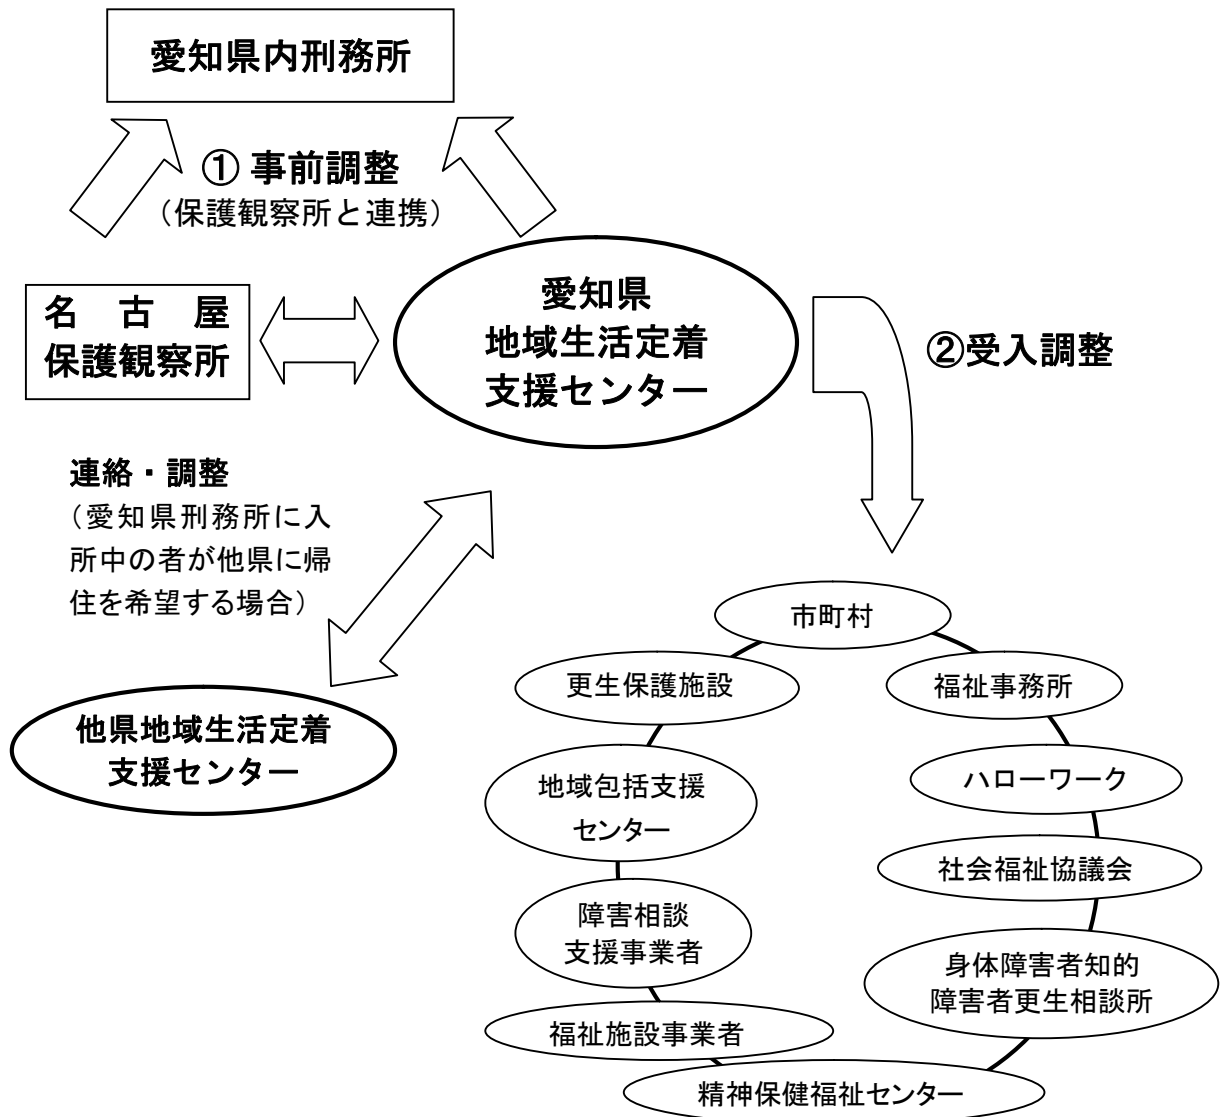 愛知県内刑務所
① 事前調整
（保護観察所と連携）
名　古　屋
保護観察所
愛知県
地域生活定着
支援センター
②受入調整
連絡・調整
（愛知県刑務所に入
所中の者が他県に帰
住を希望する場合）
他県地域生活定着
支援センター
市町村
更生保護施設
福祉事務所
地域包括支援
センター
ハローワーク
社会福祉協議会
障害相談
支援事業者
身体障害者知的
障害者更生相談所
福祉施設事業者
精神保健福祉センター